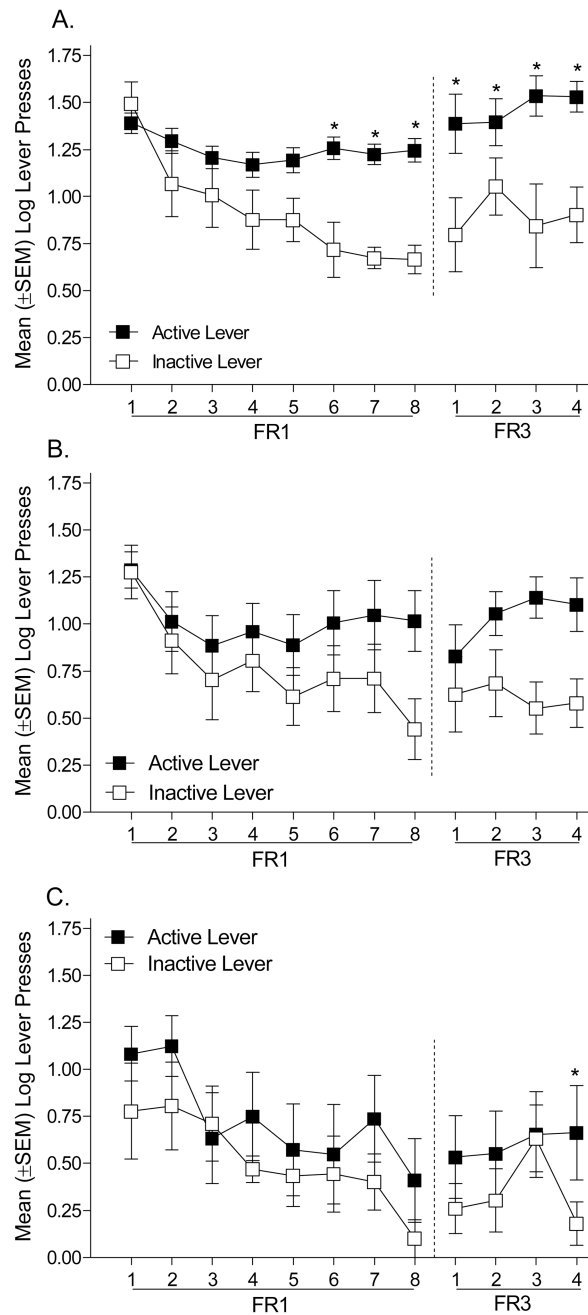 A.
1.75
1.50
1.25
1.00
0.75
0.50
0.25
0.00
Mean (±SEM) Log Lever Presses
* * * * * * *
Active Lever
Inactive Lever
1 2 3 4 5 6 7 8 1 2 3 4
FR1 FR3
B.
1.75
1.50
1.25
1.00
0.75
0.50
0.25
0.00
Mean (±SEM) Log Lever Presses
Active Lever
Inactive Lever
1 2 3 4 5 6 7 8 1 2 3 4
FR1 FR3
C.
1.75
1.50
1.25
1.00
0.75
0.50
0.25
0.00
Mean (±SEM) Log Lever Presses
Active Lever
Inactive Lever
*
1 2 3 4 5 6 7 8 1 2 3 4
FR1 FR3